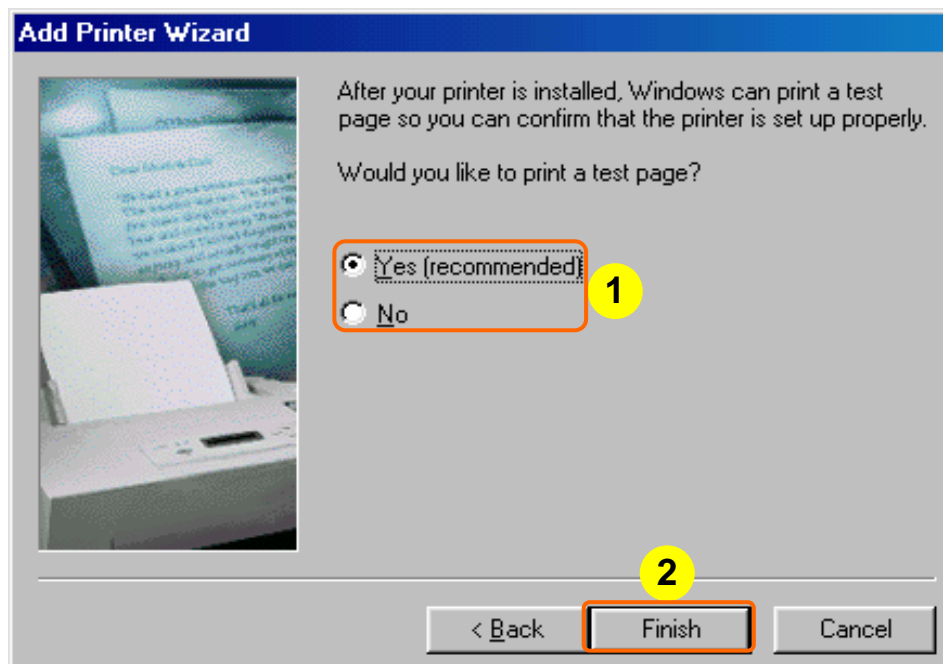 Add Printer Wizard
After your printer is installed, Windows can print a test
page so you can confirm that the printer is set up properly.
Would you like to print a test page?
Yes (recommended)
1
No
2
< Back
Finish
Cancel